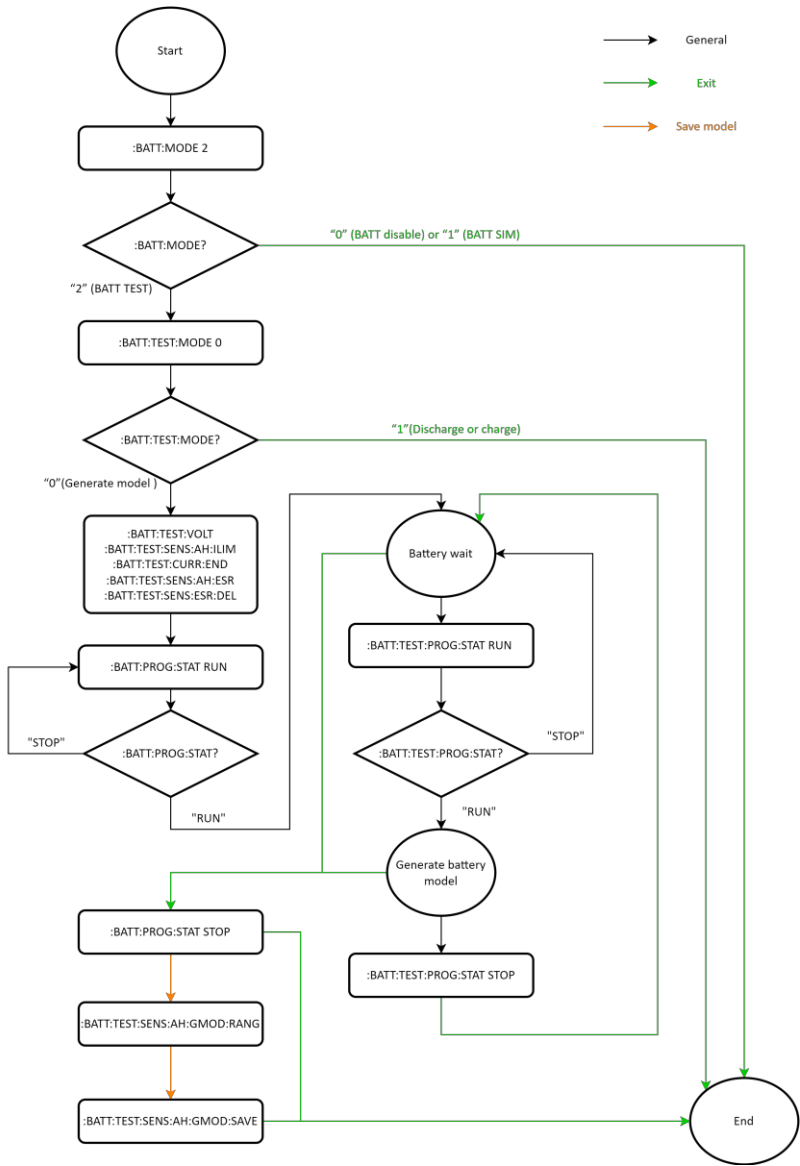 Start
General
Exit
Save model
:BATT:MODE 2
:BATT:MODE?
“0” (BATT disable) or “1” (BATT SIM)
“2” (BATT TEST)
:BATT:TEST:MODE 0
:BATT:TEST:MODE?
“1”(Discharge or charge)
“0”(Generate model )
:BATT:TEST:VOLT
:BATT:TEST:SENS:AH:ILIM
:BATT:TEST:CURR:END
:BATT:TEST:SENS:AH:ESR
:BATT:TEST:SENS:ESR:DEL
Battery wait
:BATT:PROG:STAT RUN
:BATT:TEST:PROG:STAT RUN
"STOP"
:BATT:PROG:STAT?
:BATT:TEST:PROG:STAT?
"STOP"
"RUN"
"RUN"
Generate battery
model
:BATT:PROG:STAT STOP
:BATT:TEST:PROG:STAT STOP
:BATT:TEST:SENS:AH:GMOD:RANG
:BATT:TEST:SENS:AH:GMOD:SAVE
End